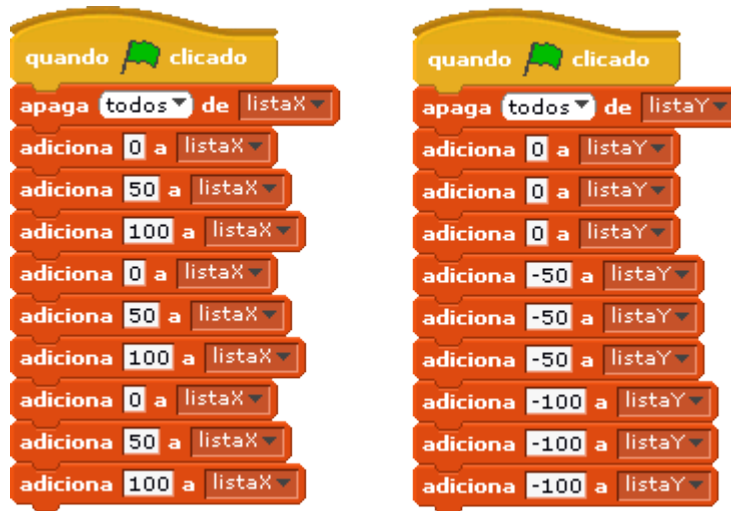 quando clicado
apaga todos de listaX
adiciona 0 a listaX
adiciona 50 a listaX
adiciona 100 a listaX
adiciona 0 a listaX
adiciona 50 a listaX
adiciona 100 a listaX
adiciona 0 a listaX
adiciona 50 a listaX
adiciona 100 a listaX
quando clicado
apaga todos de listaY
adiciona 0 a listaY
adiciona 0 a listaY
adiciona 0 a listaY
adiciona -50 a listaY
adiciona -50 a listaY
adiciona -50 a listaY
adiciona -100 a listaY
adiciona -100 a listaY
adiciona -100 a listaY